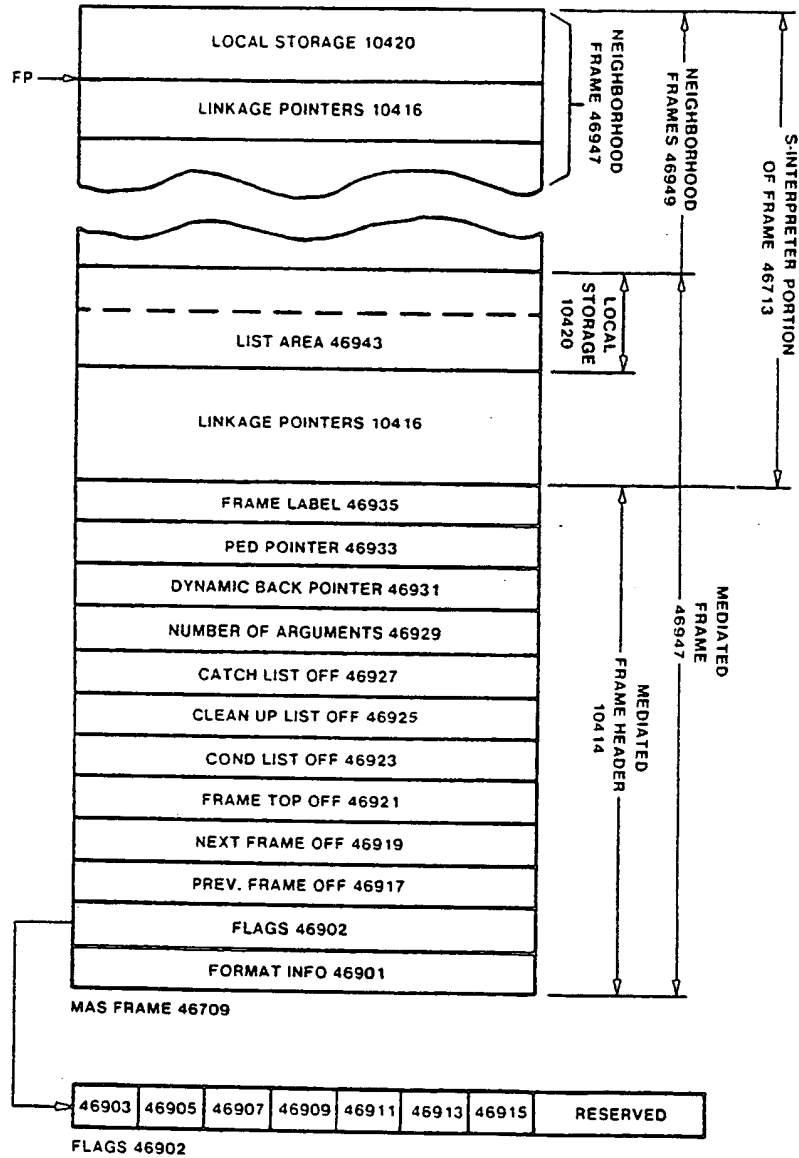 LOCAL STORAGE 10420
FP
LINKAGE POINTERS 10416
NEIGHBORHOOD
FRAME 46947
NEIGHBORHOOD
FRAMES 46949
S-INTERPRETER PORTION
OF FRAME 46713
LIST AREA 46943
LOCAL
STORAGE
10420
LINKAGE POINTERS 10416
FRAME LABEL 46935
PED POINTER 46933
DYNAMIC BACK POINTER 46931
NUMBER OF ARGUMENTS 46929
CATCH LIST OFF 46927
CLEAN UP LIST OFF 46925
COND LIST OFF 46923
FRAME TOP OFF 46921
NEXT FRAME OFF 46919
PREV. FRAME OFF 46917
FLAGS 46902
FORMAT INFO 46901
MEDIATED
FRAME HEADER
10414
MEDIATED
FRAME
46947
MAS FRAME 46709
46903 46905 46907 46909 46911 46913 46915 RESERVED
FLAGS 46902